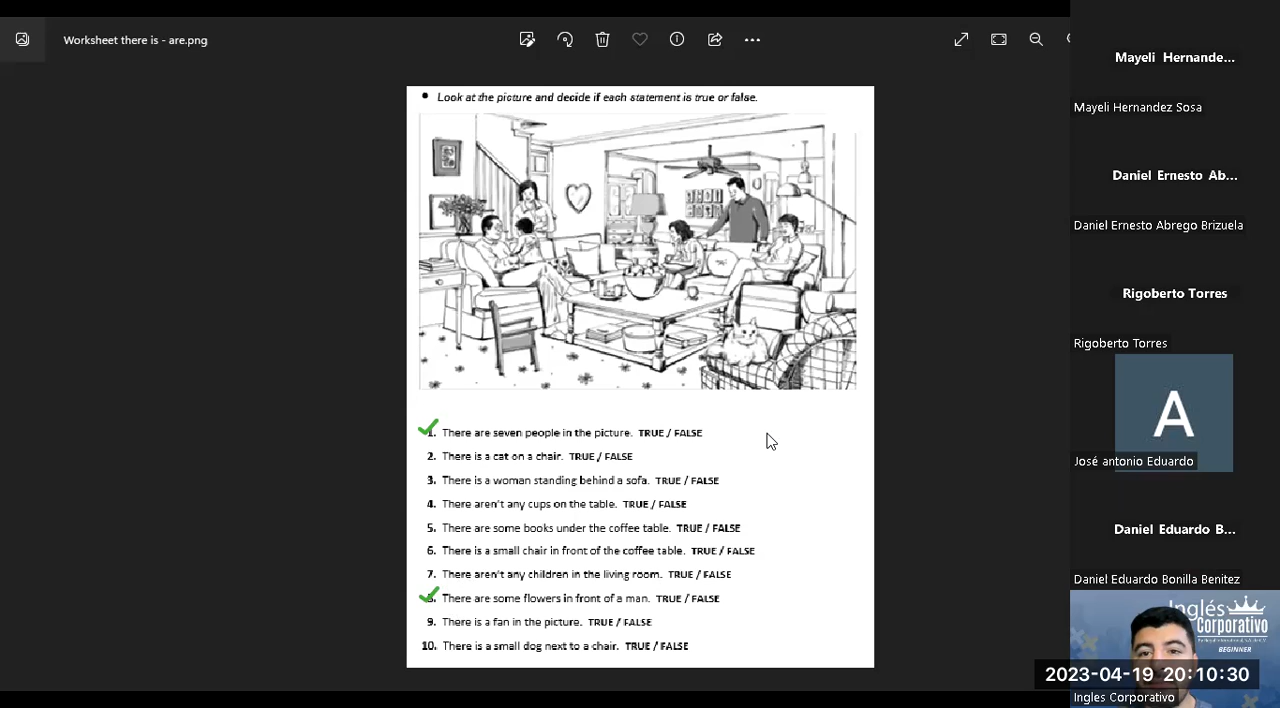 Worksheet there is - are.png
Look at the picture and decide if each statement is true or false.
1. There are seven people in the picture. TRUE / FALSE
2. There is a cat on a chair. TRUE / FALSE
3. There is a woman standing behind a sofa. TRUE / FALSE
4. There aren't any cups on the table. TRUE / FALSE
5. There are some books under the coffee table. TRUE / FALSE
6. There is a small chair in front of the coffee table. TRUE / FALSE
7. There aren't any children in the living room. TRUE / FALSE
8. There are some flowers in front of a man. TRUE / FALSE
9. There is a fan in the picture. TRUE / FALSE
10. There is a small dog next to a chair. TRUE / FALSE
Mayeli Hernande...
Mayeli Hernandez Sosa
Daniel Ernesto Ab...
Daniel Ernesto Abrego Brizuela
Rigoberto Torres
Rigoberto Torres
A
José antonio Eduardo
Daniel Eduardo B...
Daniel Eduardo Bonilla Benitez
Inglés
Corporativo
BEGINNER
2023-04-19 20:10:30
Ingles Corporativo